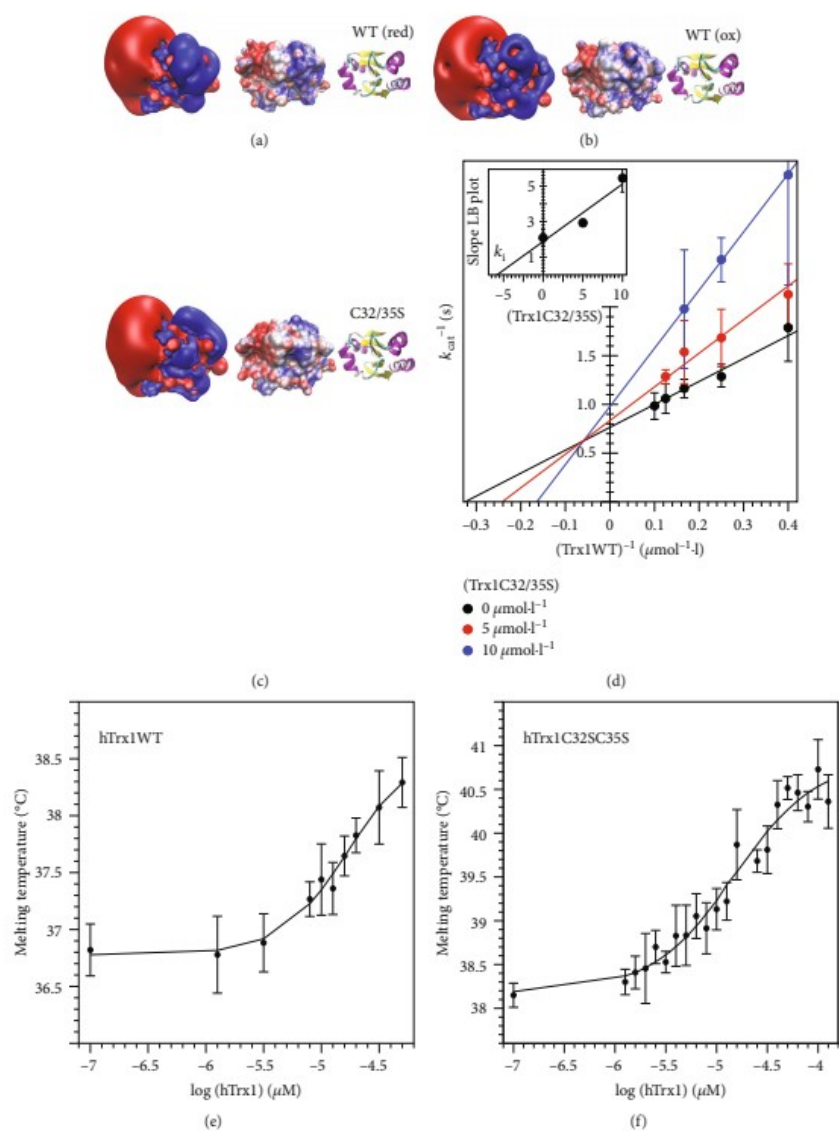 WT (red)
WT (ox)
(a)
(b)
C32/35S
(c)
Slope LB plot
5
3
1
k_i
−5
0
5
10
(Trx1C32/35S)
k_cat⁻¹ (s)
1.5
1.0
0.5
−0.3
−0.2
−0.1
0
0.1
0.2
0.3
0.4
(Trx1WT)⁻¹ (μmol⁻¹·l)
(Trx1C32/35S)
0 μmol·l⁻¹
5 μmol·l⁻¹
10 μmol·l⁻¹
(d)
hTrx1WT
Melting temperature (°C)
38.5
38
37.5
37
36.5
−7
−6.5
−6
−5.5
−5
−4.5
log (hTrx1) (μM)
(e)
hTrx1C32SC35S
Melting temperature (°C)
41
40.5
40
39.5
39
38.5
38
−7
−6.5
−6
−5.5
−5
−4.5
−4
log (hTrx1) (μM)
(f)